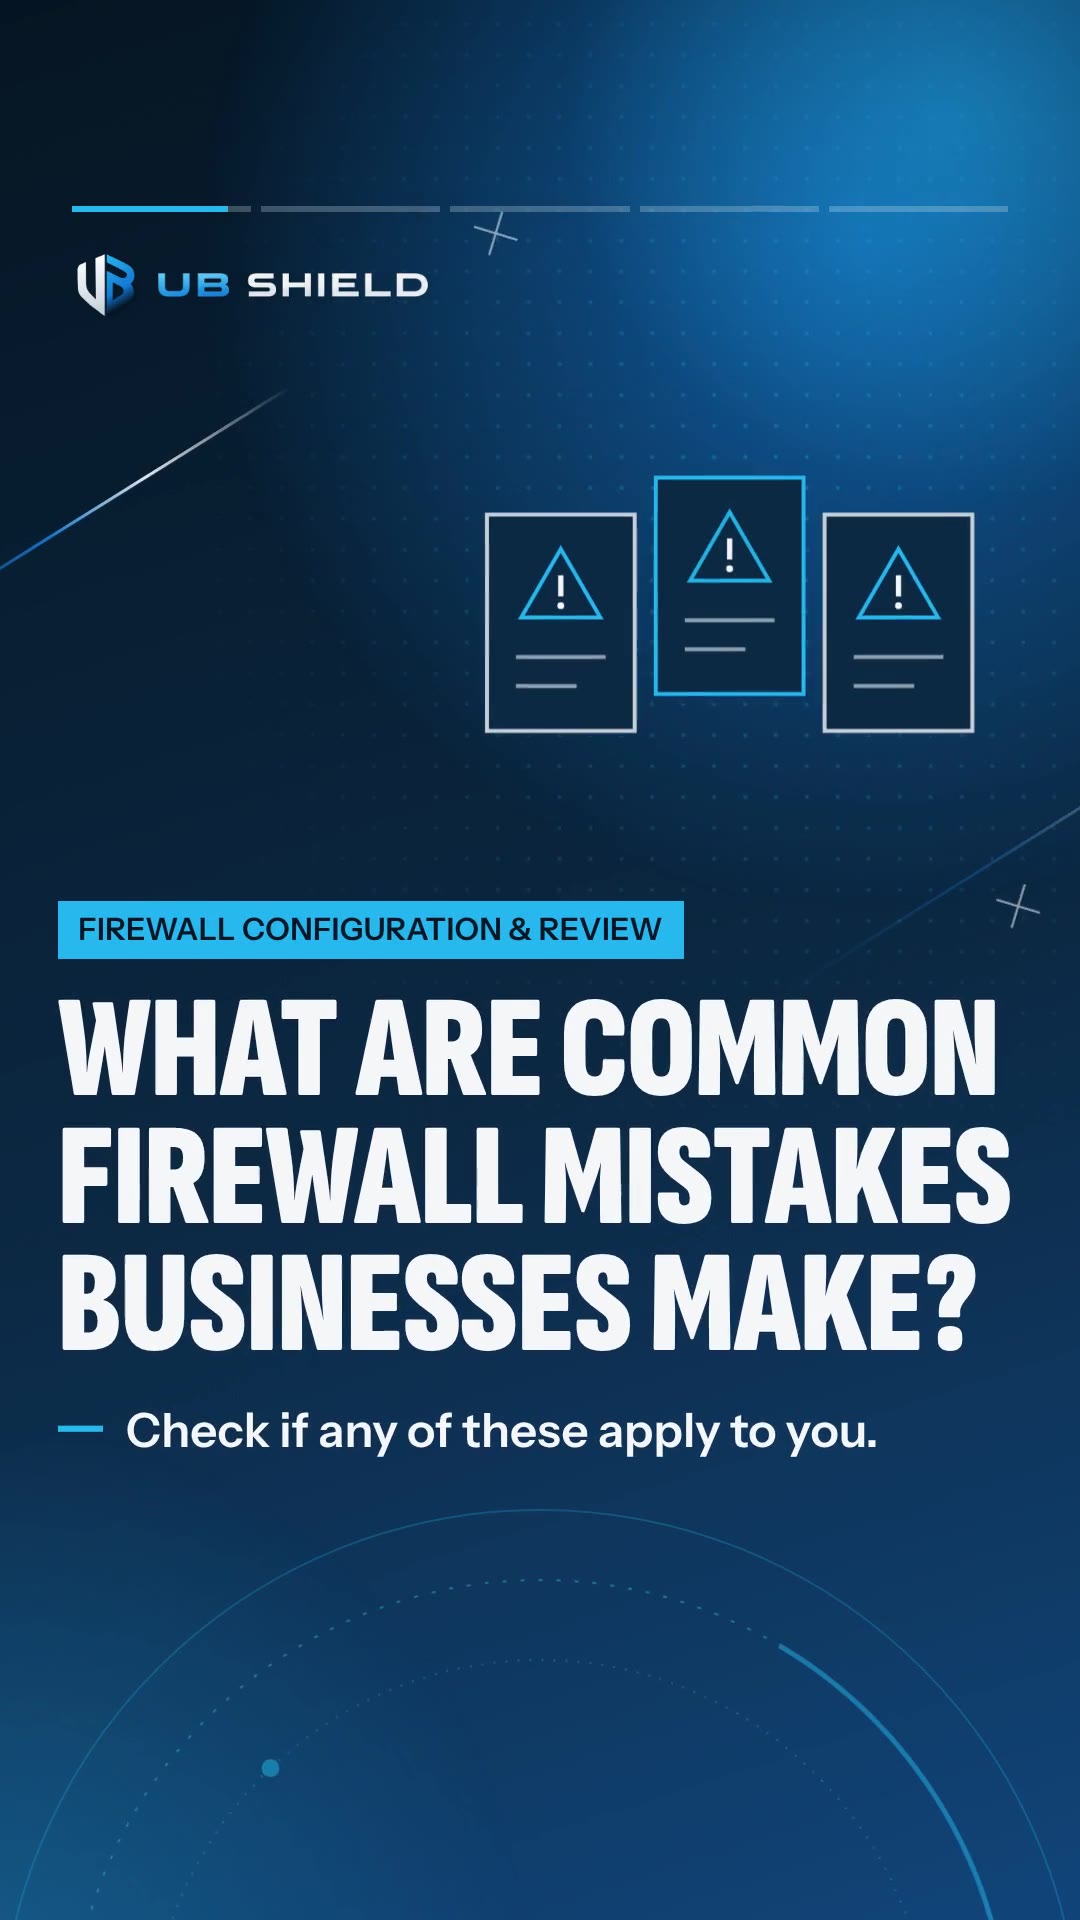 UB SHIELD
!
!
!
FIREWALL CONFIGURATION & REVIEW
WHAT ARE COMMON
FIREWALL MISTAKES
BUSINESSES MAKE?
Check if any of these apply to you.